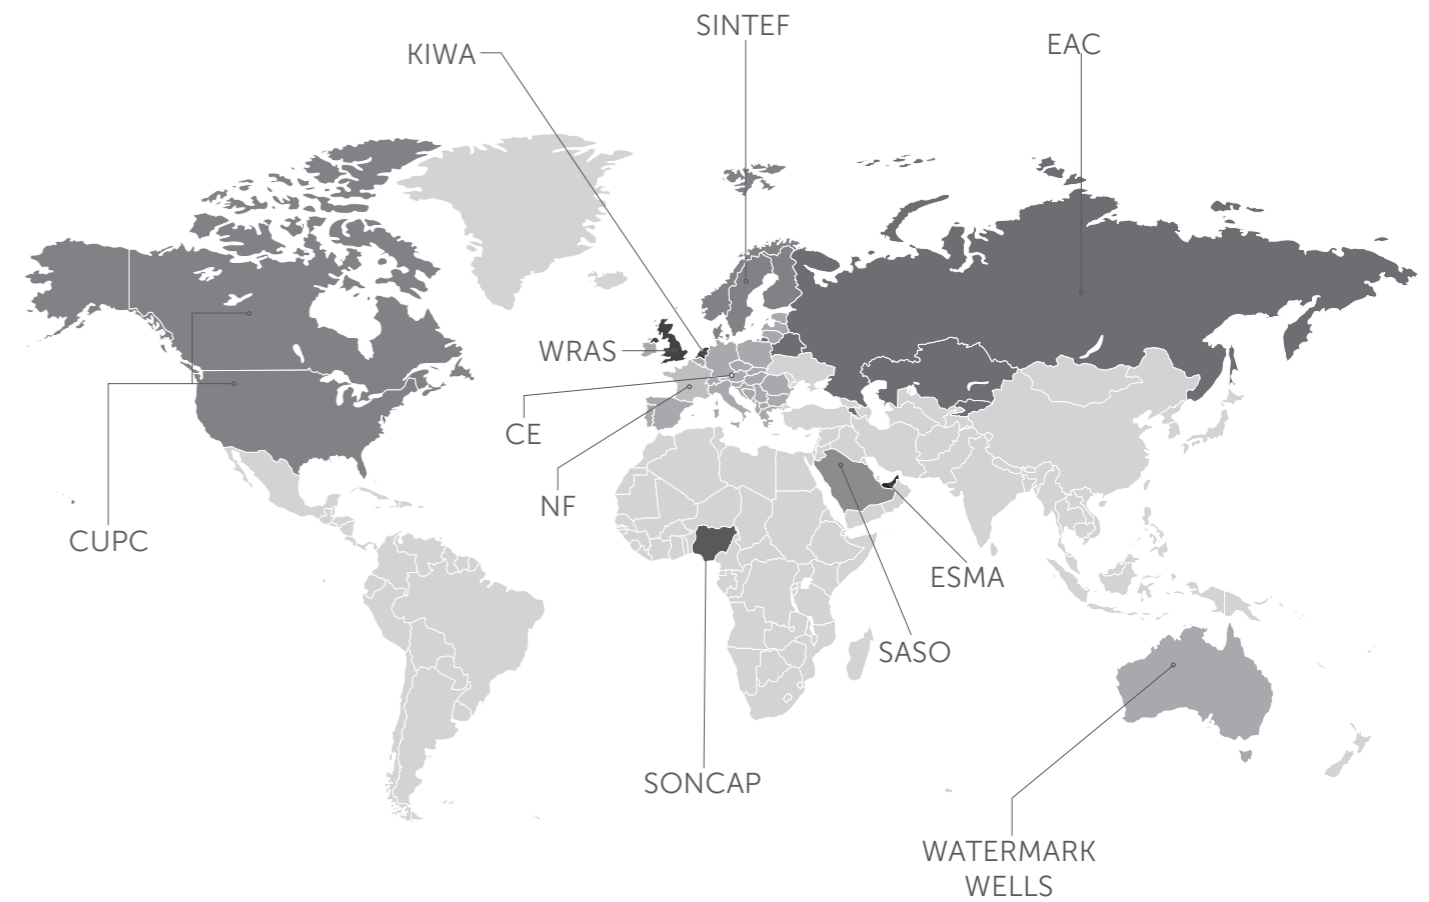 SINTEF
EAC
KIWA
WRAS
CE
NF
CUPC
ESMA
SASO
SONCAP
WATERMARK
WELLS